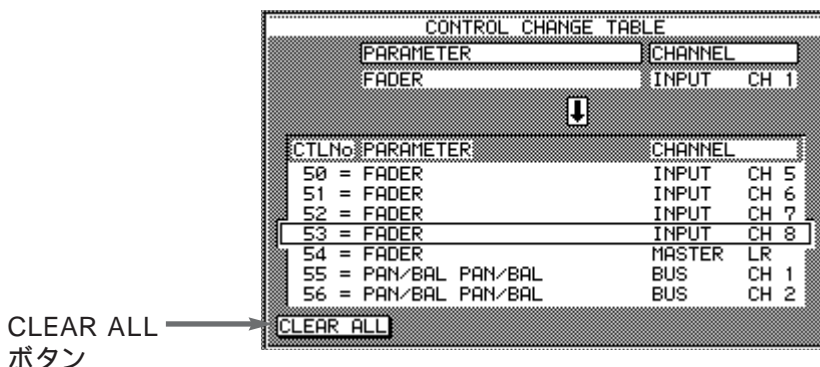 CONTROL CHANGE TABLE
PARAMETER CHANNEL
FADER INPUT CH 1
CTLNo PARAMETER CHANNEL
50 = FADER INPUT CH 5
51 = FADER INPUT CH 6
52 = FADER INPUT CH 7
53 = FADER INPUT CH 8
54 = FADER MASTER LR
55 = PAN/BAL PAN/BAL BUS CH 1
56 = PAN/BAL PAN/BAL BUS CH 2
CLEAR ALL
CLEAR ALL
ボタン